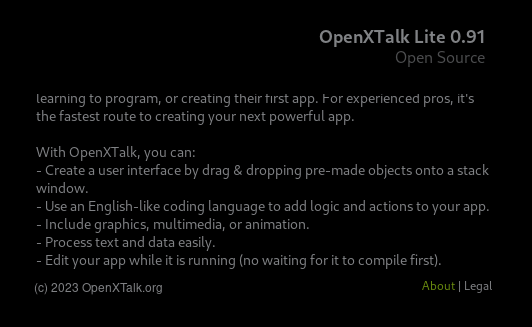 OpenXTalk Lite 0.91
Open Source
learning to program, or creating their first app. For experienced pros, it's
the fastest route to creating your next powerful app.
With OpenXTalk, you can:
- Create a user interface by drag & dropping pre-made objects onto a stack
window.
- Use an English-like coding language to add logic and actions to your app.
- Include graphics, multimedia, or animation.
- Process text and data easily.
- Edit your app while it is running (no waiting for it to compile first).
(c) 2023 OpenXTalk.org
About | Legal